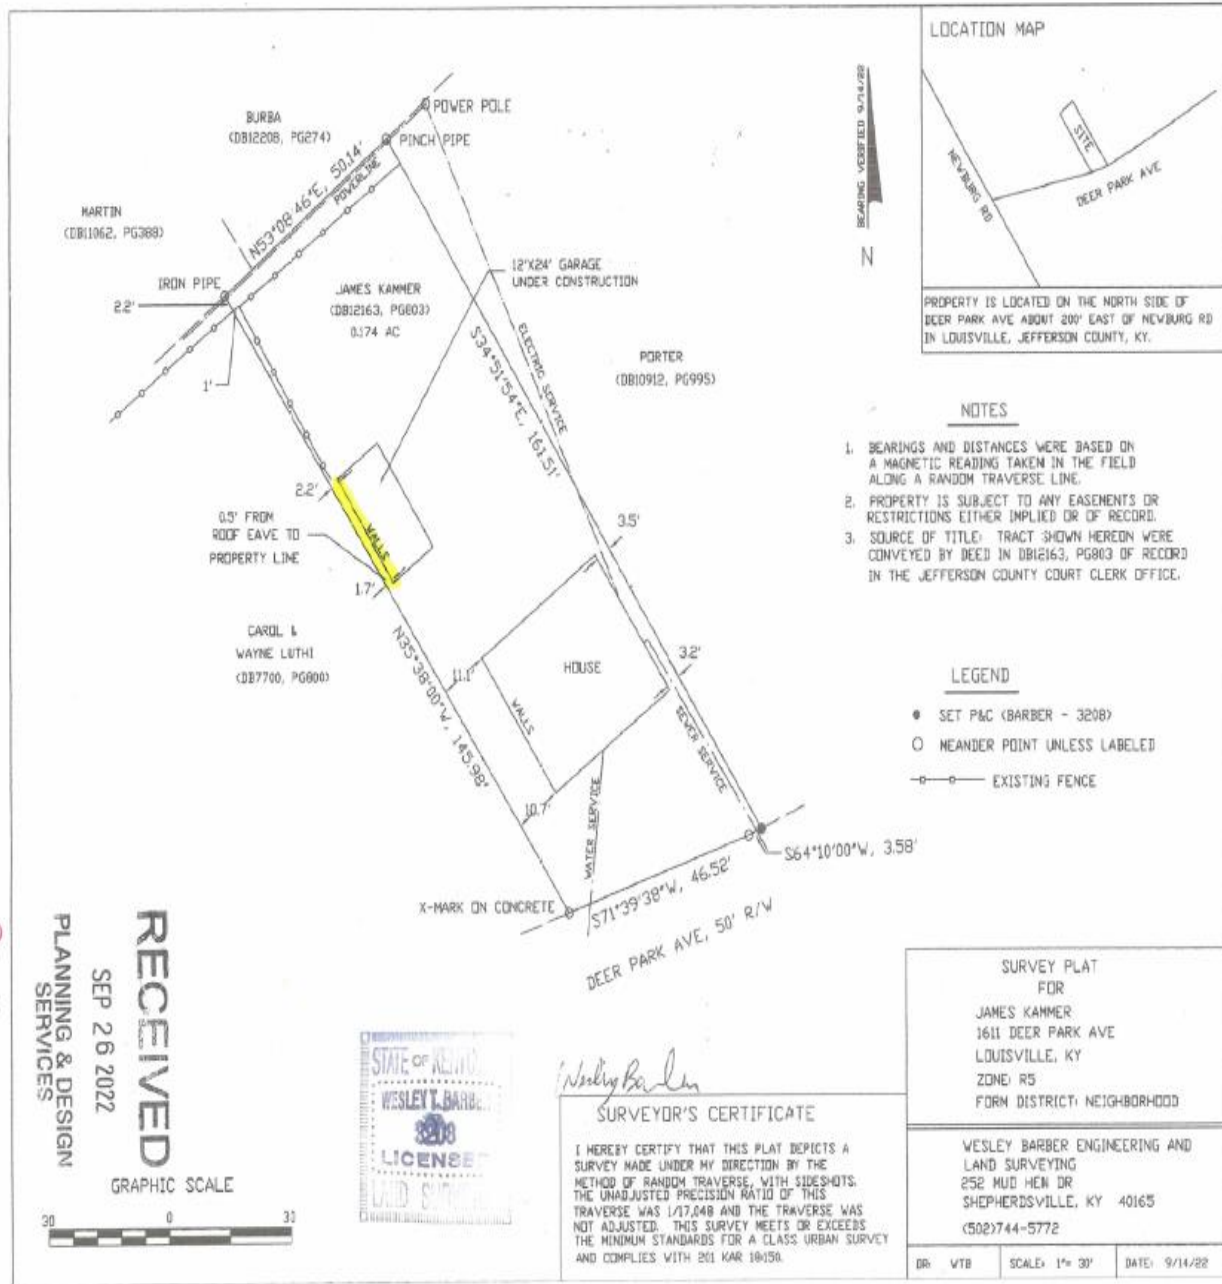 LOCATION MAP
SITE
NEWBURG RD
DEER PARK AVE
PROPERTY IS LOCATED ON THE NORTH SIDE OF
DEER PARK AVE ABOUT 200' EAST OF NEWBURG RD
IN LOUISVILLE, JEFFERSON COUNTY, KY.
BEARING VERIFIED 9/14/22
N
POWER POLE
BURBA
(DB12208, PG274)
PINCH PIPE
N53°08'46"E, 50.14'
POWERLINE
MARTIN
(DB11062, PG388)
IRON PIPE
2.2'
1'
JAMES KAMMER
(DB12163, PG803)
0.174 AC
12'X24' GARAGE
UNDER CONSTRUCTION
ELECTRIC SERVICE
S34°51'54"E, 161.51'
PORTER
(DB10912, PG995)
2.2'
0.5' FROM
ROOF EAVE TO
PROPERTY LINE
WALLS
1.7'
3.5'
CAROL &
WAYNE LUTHI
(DB7700, PG800)
N35°38'00"W, 145.98'
11.1'
HOUSE
WALLS
3.2'
SEWER SERVICE
10.7'
WATER SERVICE
X-MARK ON CONCRETE
S71°39'38"W, 46.52'
S64°10'00"W, 3.58'
DEER PARK AVE, 50' R/W
NOTES
1. BEARINGS AND DISTANCES WERE BASED ON
A MAGNETIC READING TAKEN IN THE FIELD
ALONG A RANDOM TRAVERSE LINE.
2. PROPERTY IS SUBJECT TO ANY EASEMENTS OR
RESTRICTIONS EITHER IMPLIED OR OF RECORD.
3. SOURCE OF TITLE: TRACT SHOWN HEREON WERE
CONVEYED BY DEED IN DB12163, PG803 OF RECORD
IN THE JEFFERSON COUNTY COURT CLERK OFFICE.
LEGEND
SET P&C (BARBER - 3208)
MEANDER POINT UNLESS LABELED
EXISTING FENCE
RECEIVED
SEP 26 2022
PLANNING & DESIGN
SERVICES
GRAPHIC SCALE
30 0 30
STATE OF
WESLEY T. BARBE
3208
LICENSE
LAND
Wesley Barber
SURVEYOR'S CERTIFICATE
I HEREBY CERTIFY THAT THIS PLAT DEPICTS A
SURVEY MADE UNDER MY DIRECTION BY THE
METHOD OF RANDOM TRAVERSE, WITH SIDESHOTS.
THE UNADJUSTED PRECISION RATIO OF THIS
TRAVERSE WAS 1/17,048 AND THE TRAVERSE WAS
NOT ADJUSTED. THIS SURVEY MEETS OR EXCEEDS
THE MINIMUM STANDARDS FOR A CLASS URBAN SURVEY
AND COMPLIES WITH 201 KAR 18:150.
SURVEY PLAT
FOR
JAMES KAMMER
1611 DEER PARK AVE
LOUISVILLE, KY
ZONE: R5
FORM DISTRICT: NEIGHBORHOOD
WESLEY BARBER ENGINEERING AND
LAND SURVEYING
252 MUD HEN DR
SHEPHERDSVILLE, KY 40165
(502)744-5772
DR: WTB SCALE: 1"= 30' DATE: 9/14/22